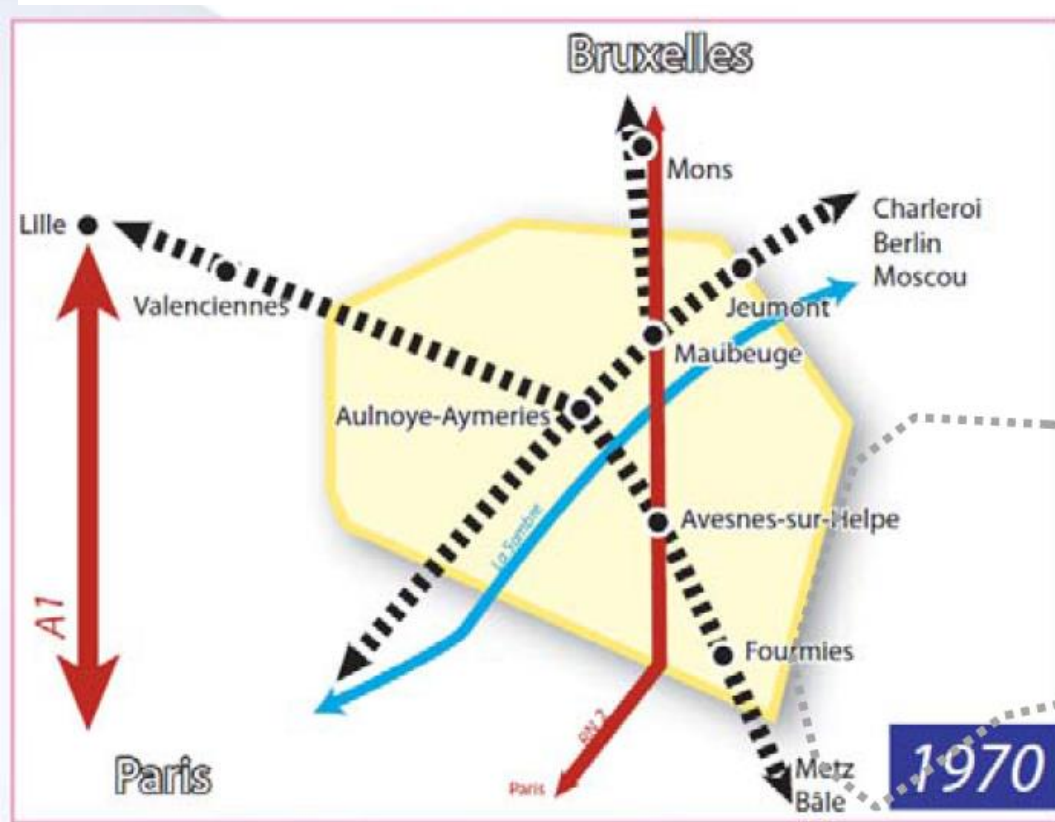 Bruxelles
Mons
Lille
Charleroi
Berlin
Moscou
Valenciennes
Jeumont
Maubeuge
Aulnoye-Aymeries
Avesnes-sur-Helpe
La Sambre
A1
Fourmies
RN 2
Paris
Paris
Metz
Bâle
1970